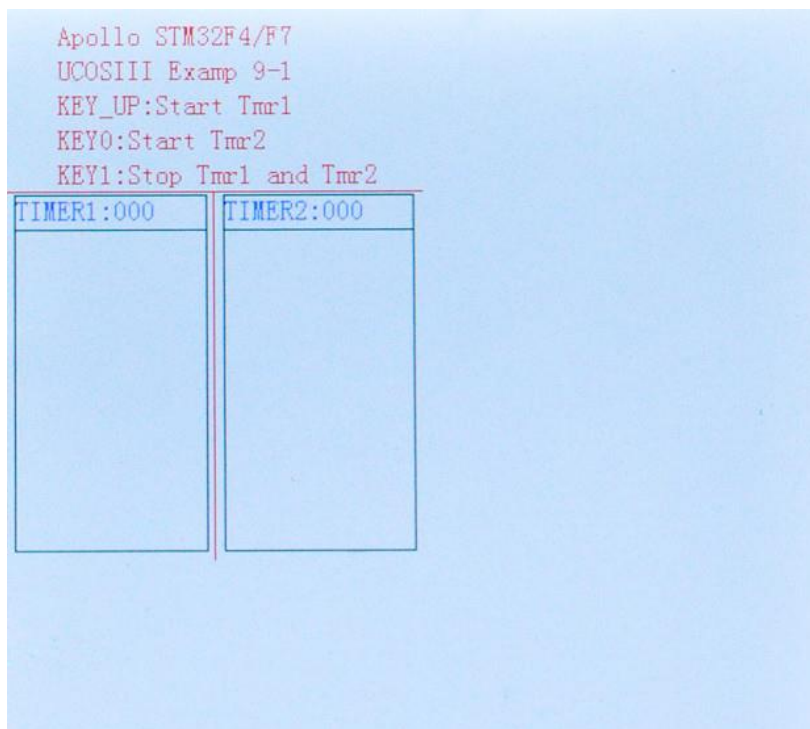 Apollo STM32F4/F7
UCOSIII Examp 9-1
KEY_UP:Start Tmr1
KEY0:Start Tmr2
KEY1:Stop Tmr1 and Tmr2
TIMER1:000
TIMER2:000